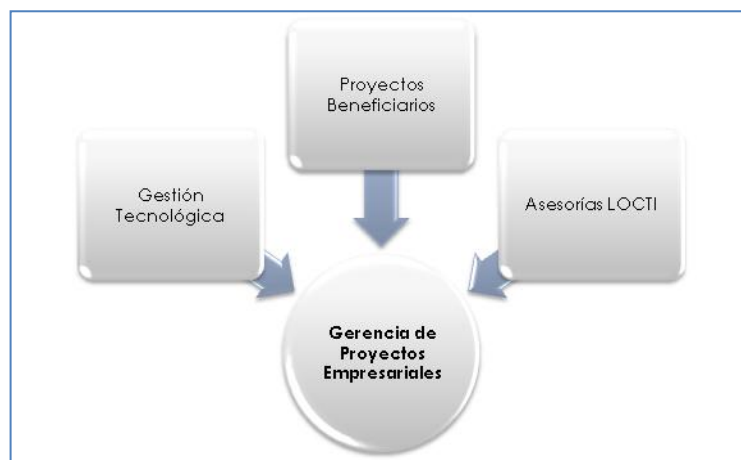 Proyectos
Beneficiarios
Gestión
Tecnológica
Asesorías LOCTI
Gerencia de
Proyectos
Empresariales